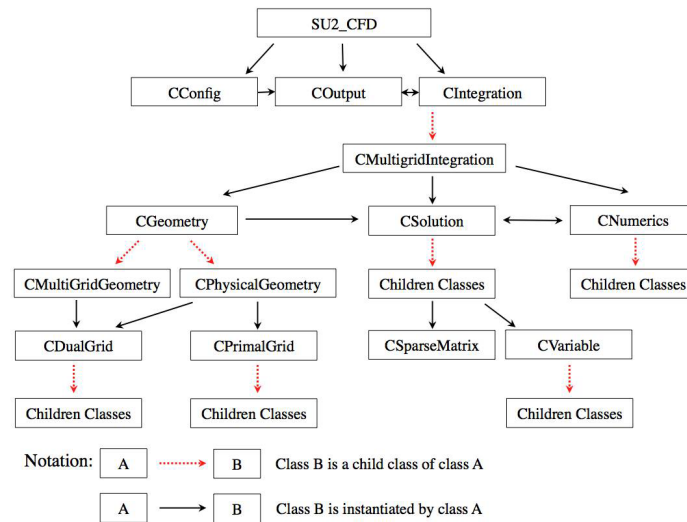 SU2_CFD
CConfig
COutput
CIntegration
CMultigridIntegration
CGeometry
CSolution
CNumerics
CMultiGridGeometry
CPhysicalGeometry
Children Classes
Children Classes
CDualGrid
CPrimalGrid
CSparseMatrix
CVariable
Children Classes
Children Classes
Children Classes
Notation: A B Class B is a child class of class A
A B Class B is instantiated by class A